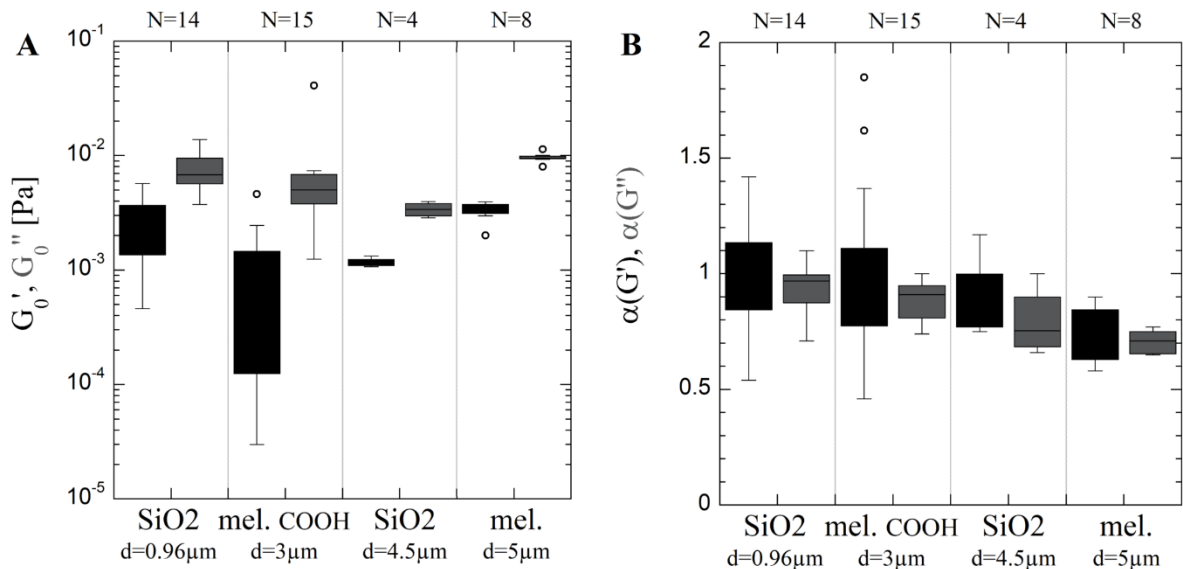 A
N=14 N=15 N=4 N=8
10⁻¹
10⁻²
10⁻³
10⁻⁴
10⁻⁵
G₀', G₀" [Pa]
SiO2 mel. COOH SiO2 mel.
d=0.96µm d=3µm d=4.5µm d=5µm
B
N=14 N=15 N=4 N=8
2
1.5
1
0.5
0
α(G'), α(G")
SiO2 mel. COOH SiO2 mel.
d=0.96µm d=3µm d=4.5µm d=5µm